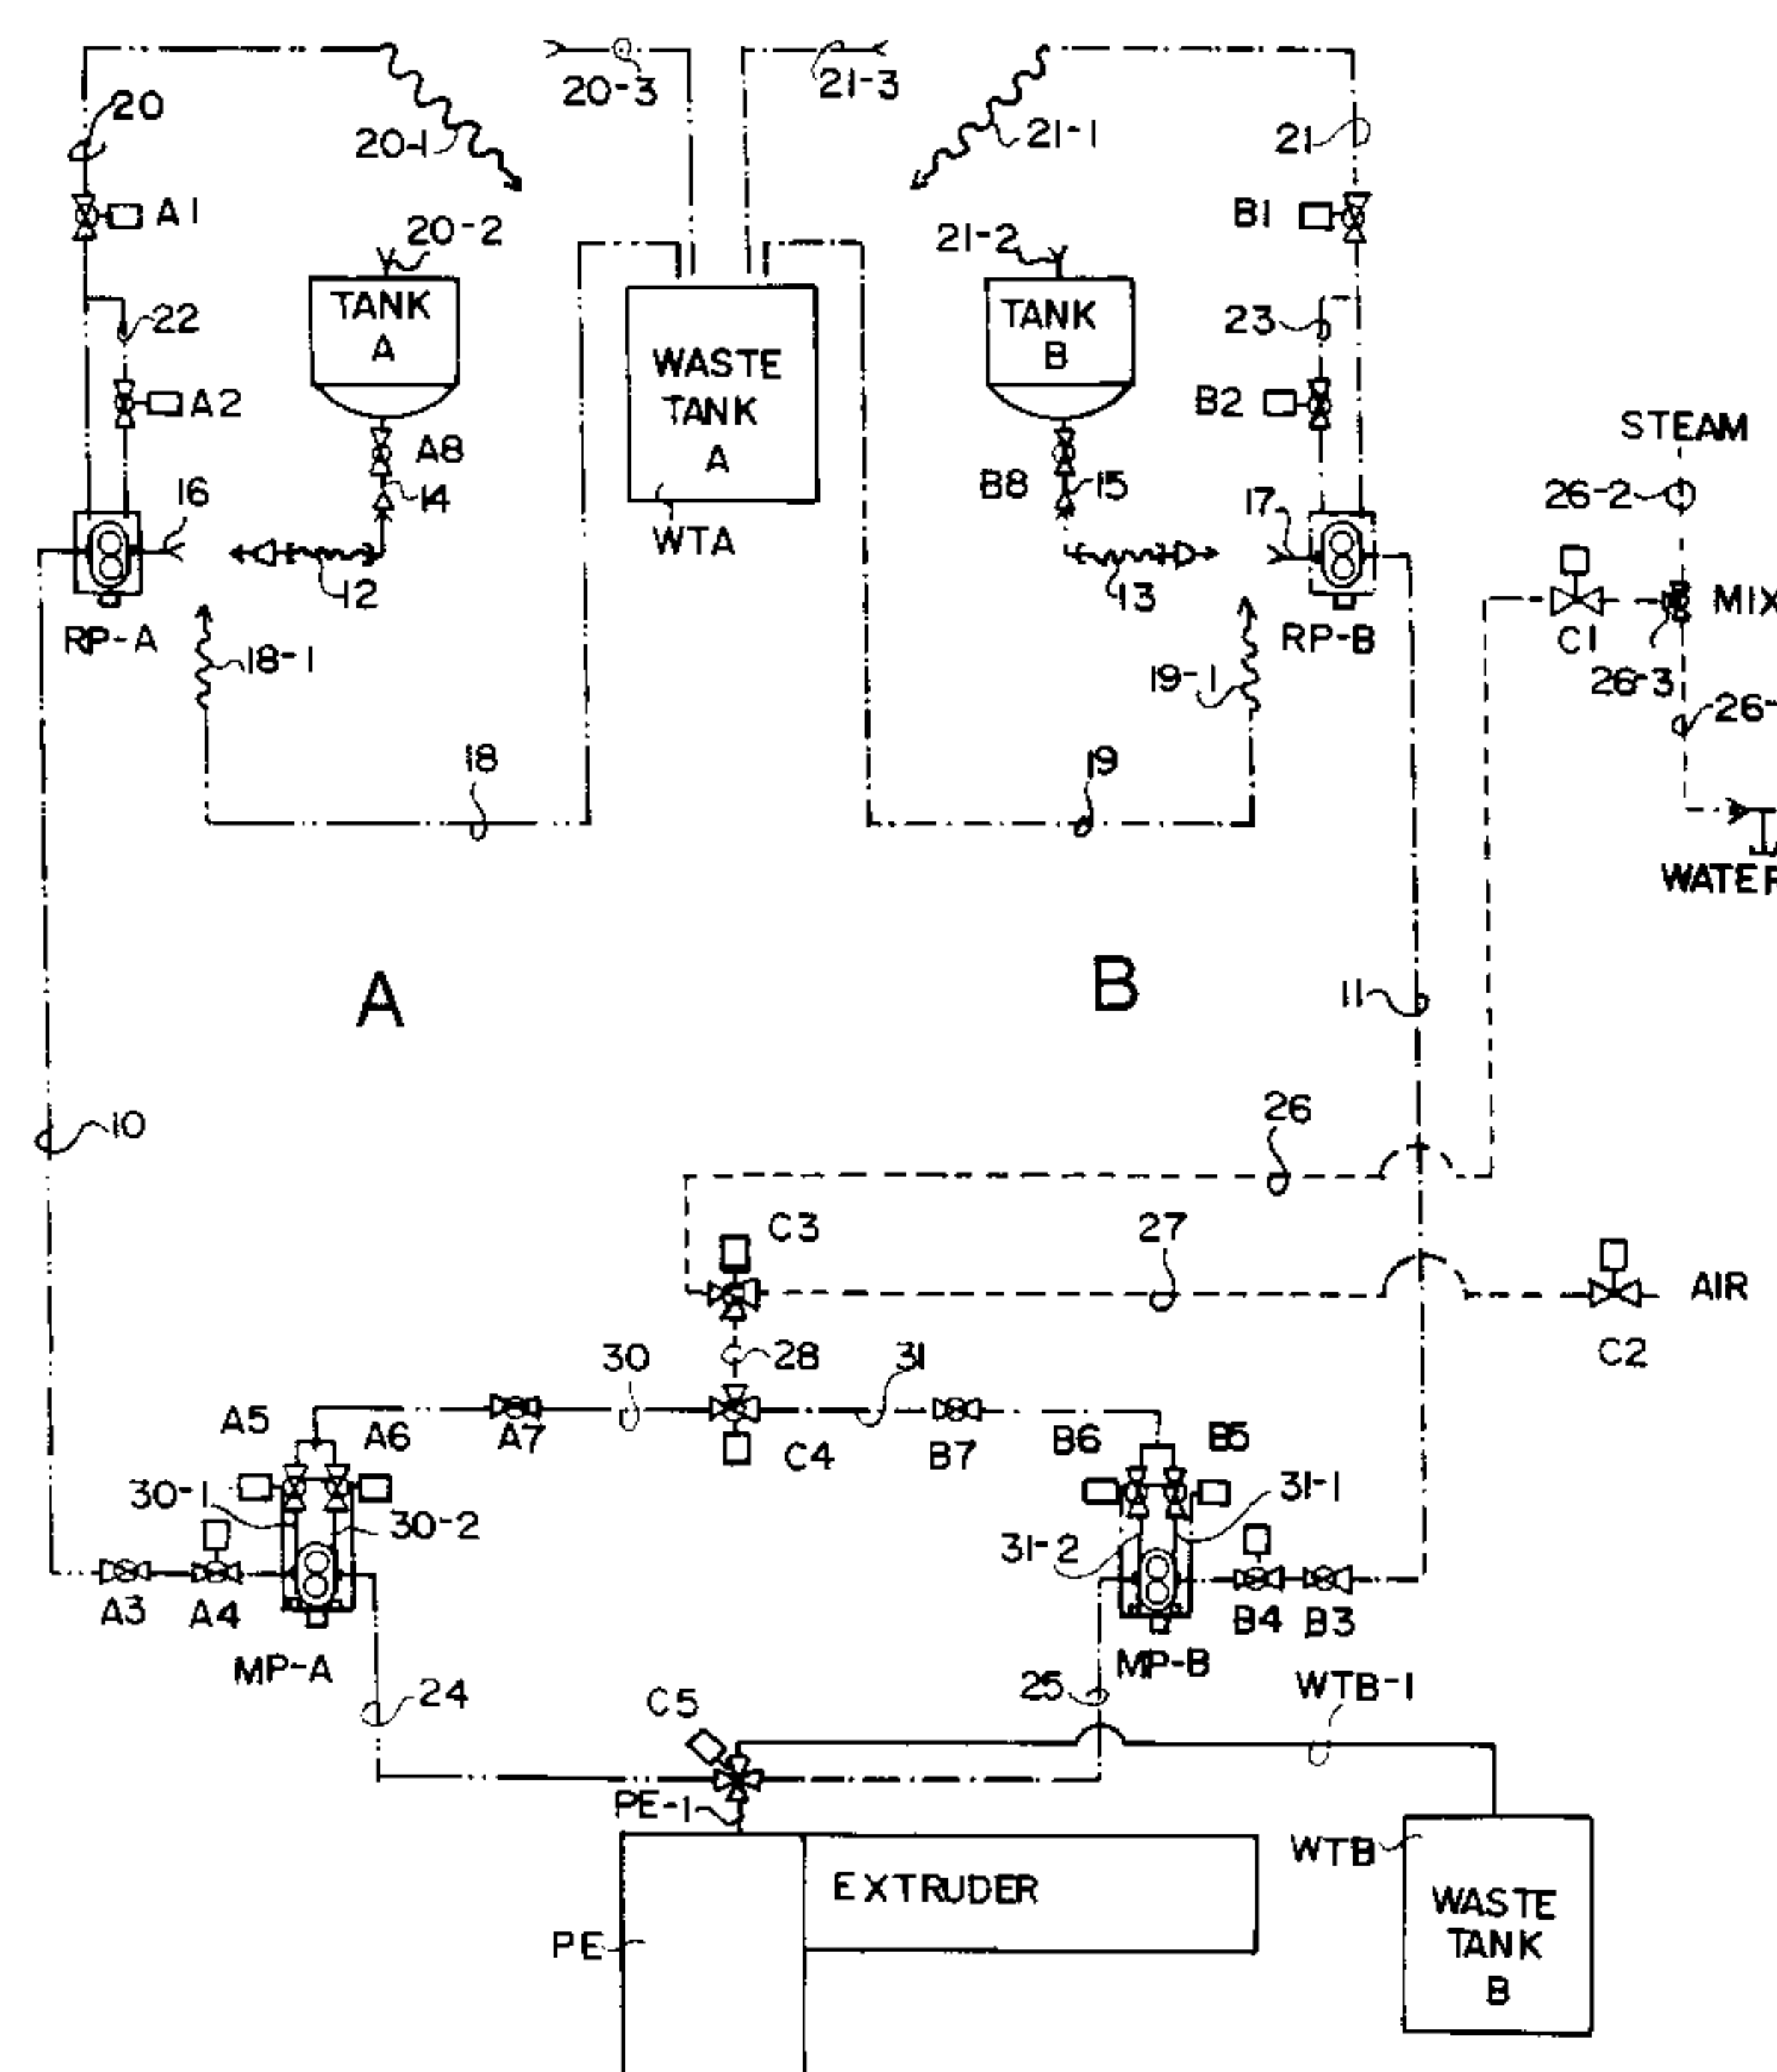 20
20-1
20-3
21-3
21-1
21
A1
B1
20-2
21-2
TANK
A
WASTE
TANK
A
TANK
B
22
23
A2
B2
A8
B8
STEAM
26-2
16
14
WTA
15
17
12
13
C1
MIX
RP-A
RP-B
18-1
19-1
26-3
26-
18
19
WATER
A
B
11
10
26
C3
27
AIR
C2
30
28
31
A5
A6
A7
C4
B7
B6
B5
30-1
30-2
31-2
31-1
A3
A4
B4
B3
MP-A
MP-B
24
25
WTB-1
C5
PE-1
EXTRUDER
PE
WTB
WASTE
TANK
B